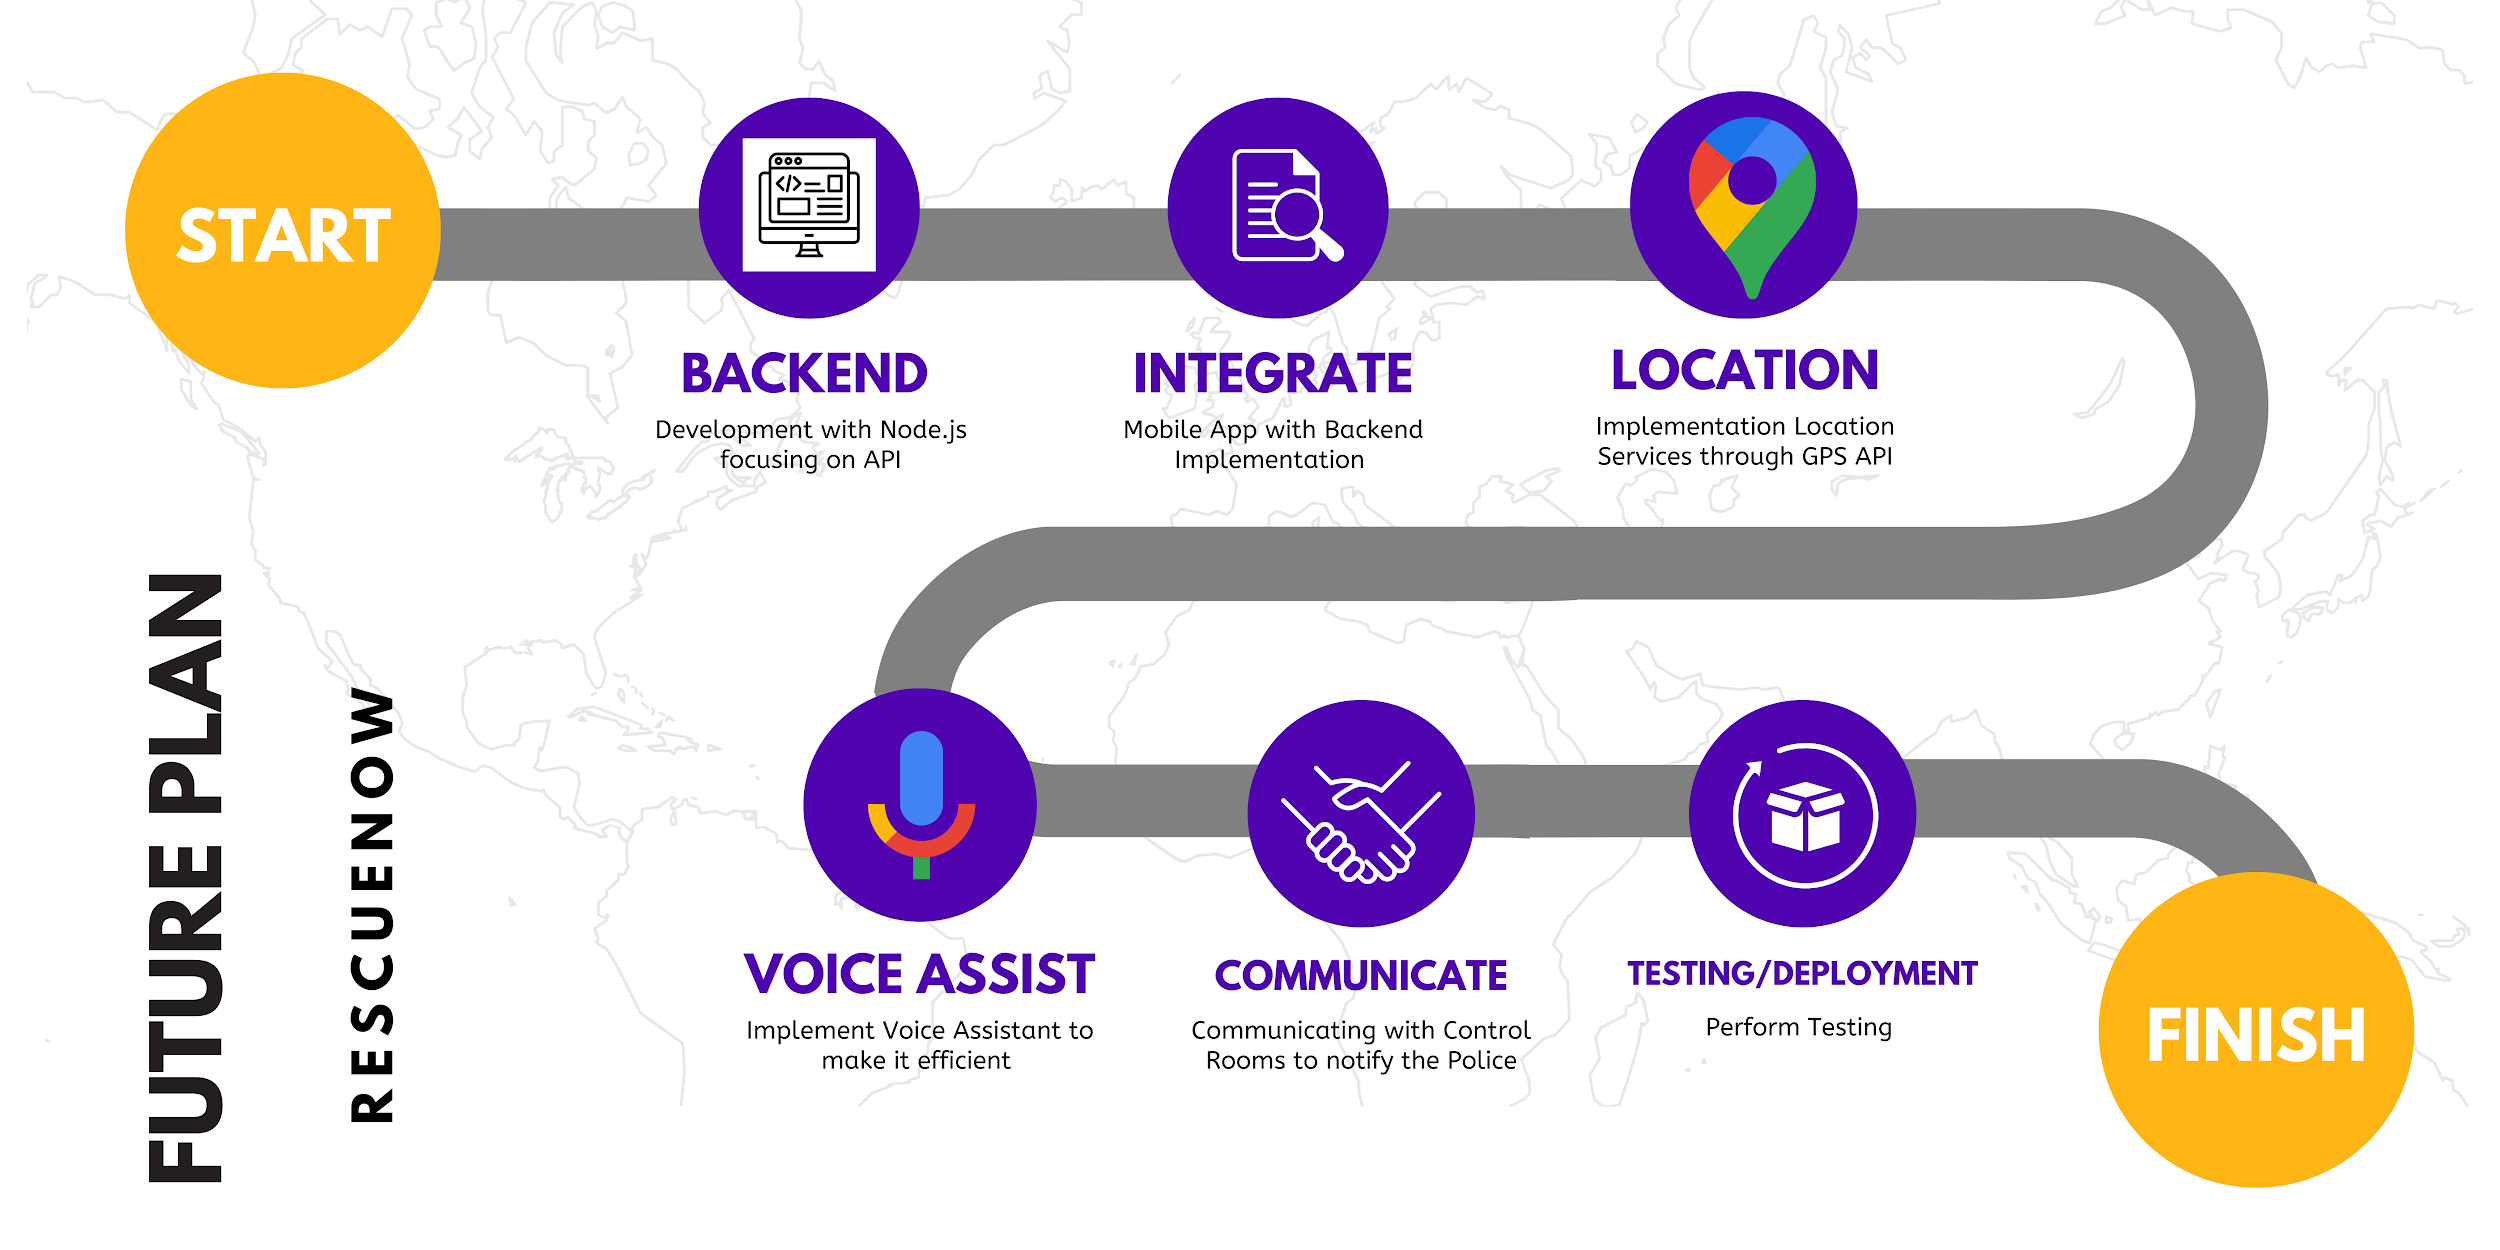 START
BACKEND
Development with Node.js
focusing on API
INTEGRATE
Mobile App with Backend
Implementation
LOCATION
Implementation Location
Services through GPS API
FUTURE PLAN
RESCUENOW
VOICE ASSIST
Implement Voice Assistant to
make it efficient
COMMUNICATE
Communicating with Control
Rooms to notify the Police
TESTING/DEPLOYMENT
Perform Testing
FINISH